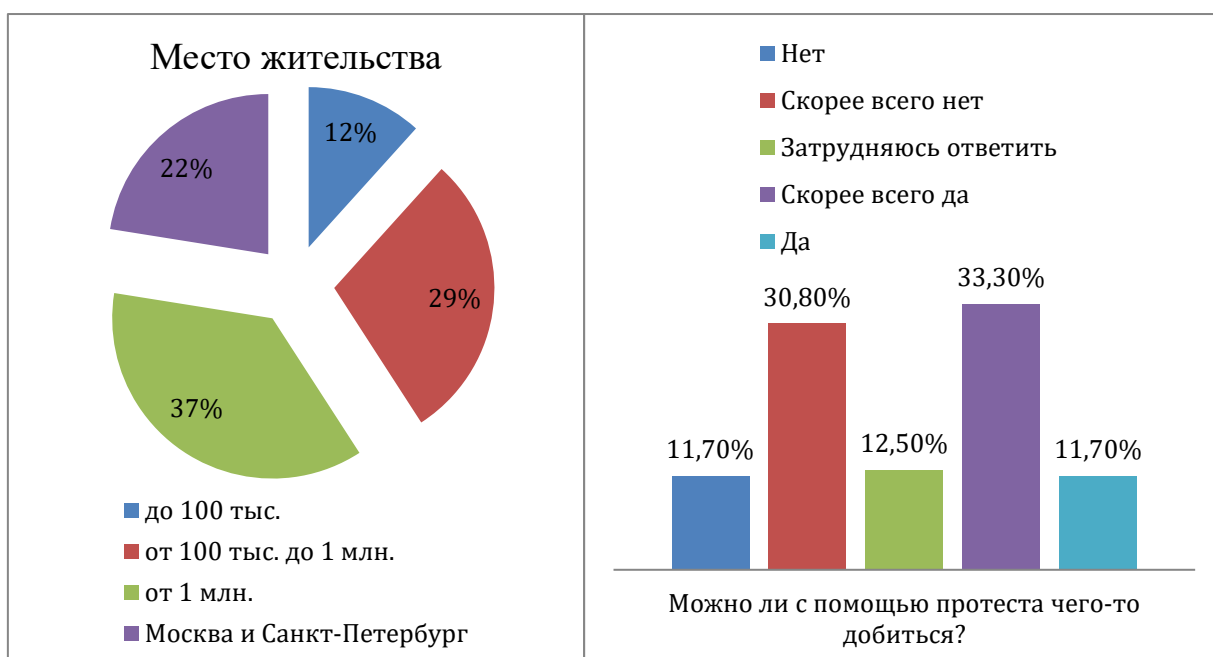 Место жительства
12%
22%
29%
37%
до 100 тыс.
от 100 тыс. до 1 млн.
от 1 млн.
Москва и Санкт-Петербург
Нет
Скорее всего нет
Затрудняюсь ответить
Скорее всего да
Да
11,70%
30,80%
12,50%
33,30%
11,70%
Можно ли с помощью протеста чего-то
добиться?